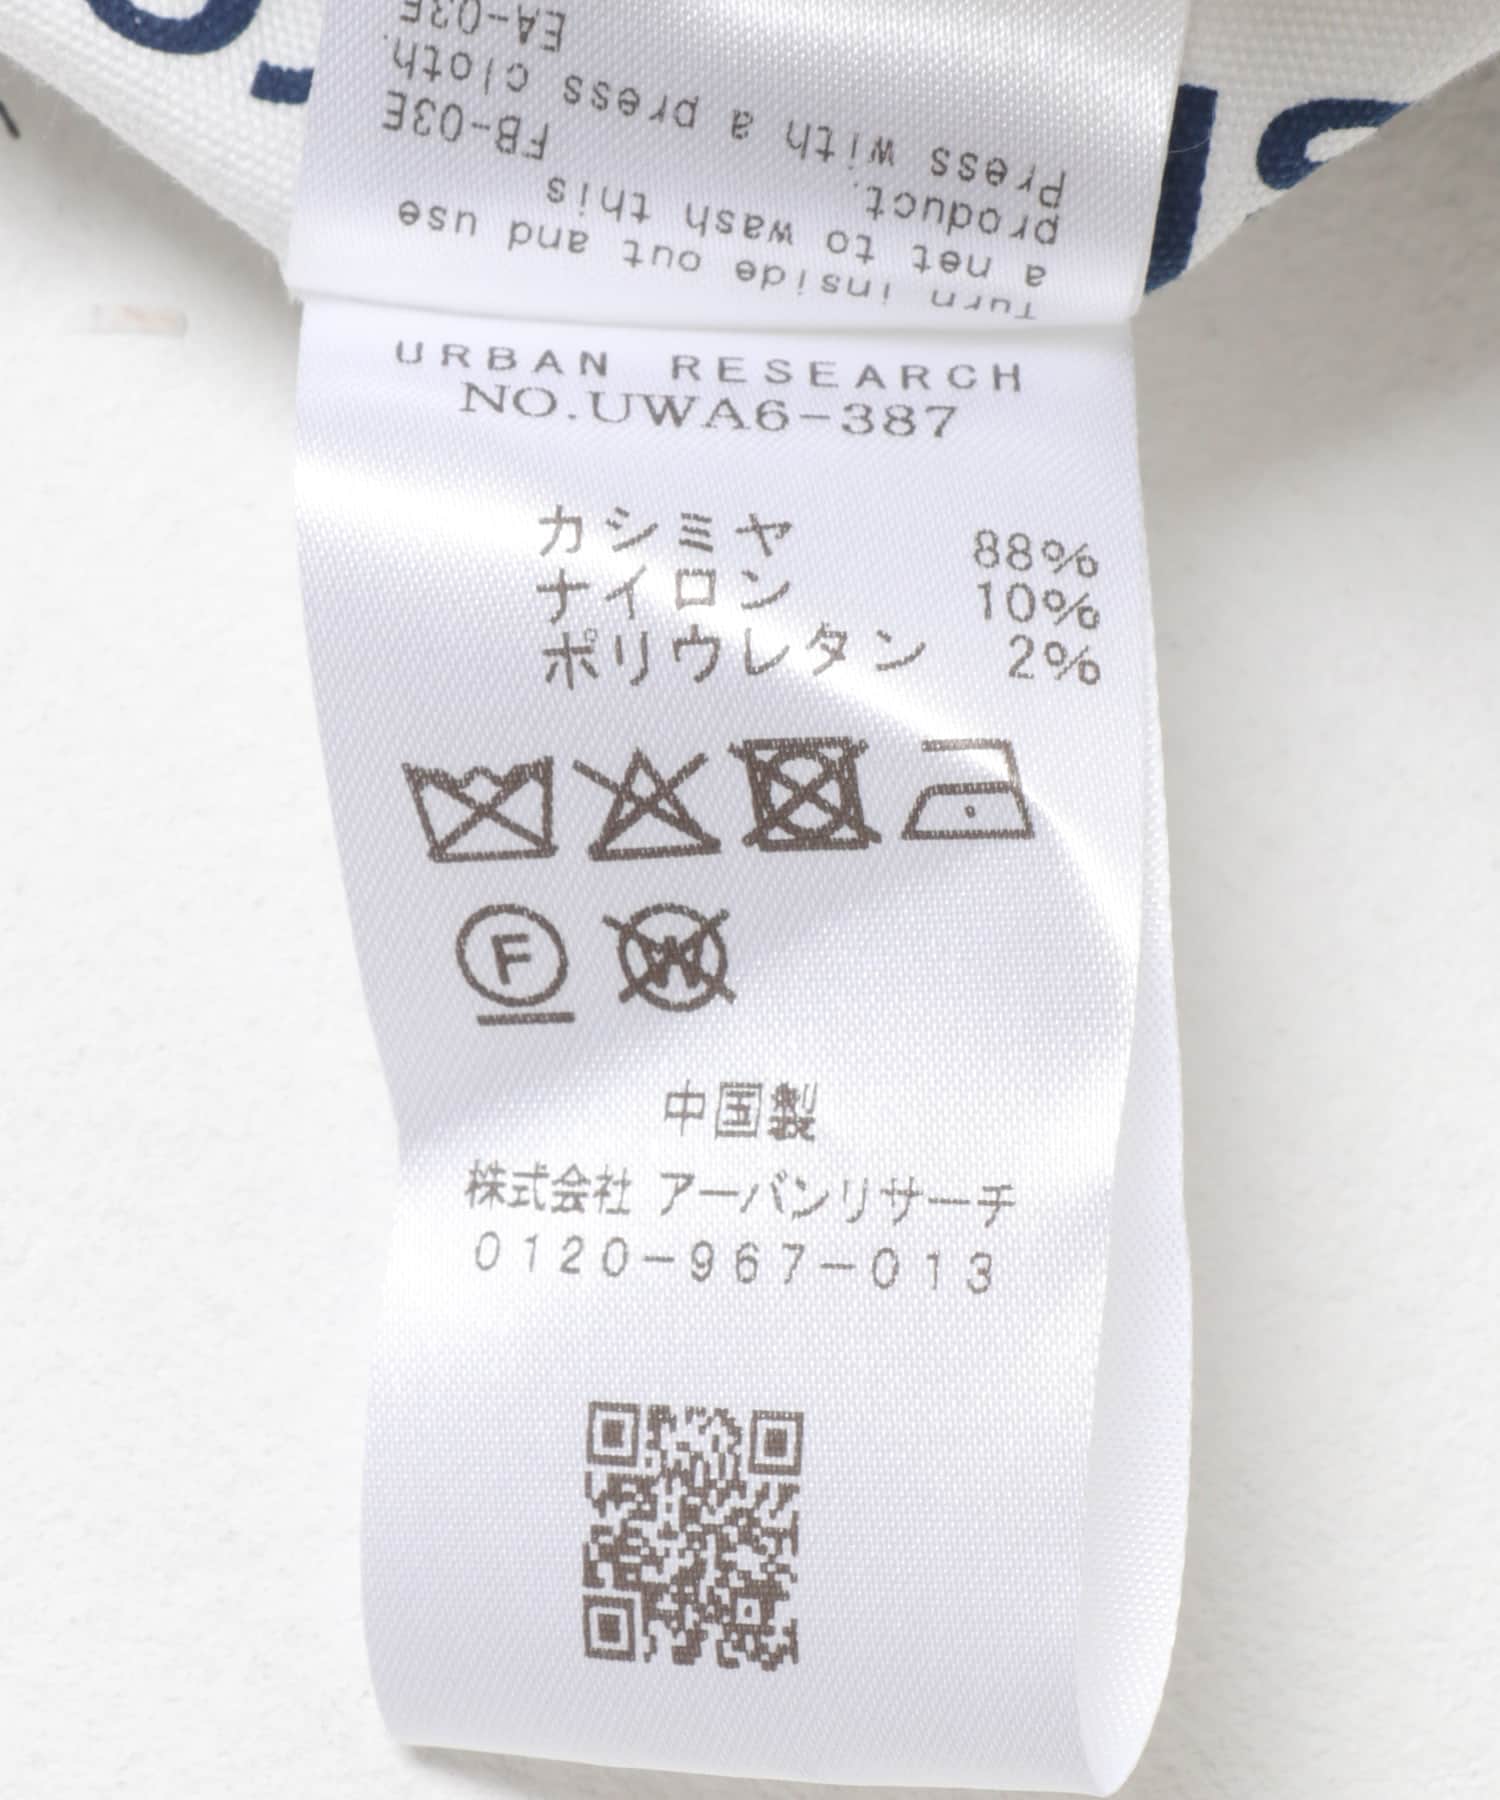 EA-03E
Press with a press cloth.
FB-03E
Turn inside out and use
a net to wash this
product.
URBAN RESEARCH
NO.UWA6-387
カシミヤ 88%
ナイロン 10%
ポリウレタン 2%
F
W
中国製
株式会社 アーバンリサーチ
0120-967-013